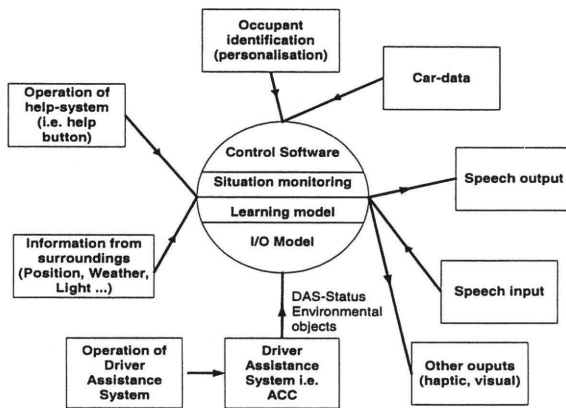 Occupant
identification
(personalisation)
Car-data
Operation of
help-system
(i.e. help
button)
Control Software
Situation monitoring
Learning model
I/O Model
Speech output
Information from
surroundings
(Position, Weather,
Light ...)
Speech input
DAS-Status
Environmental
objects
Operation of
Driver
Assistance
System
Driver
Assistance
System i.e.
ACC
Other ouputs
(haptic, visual)